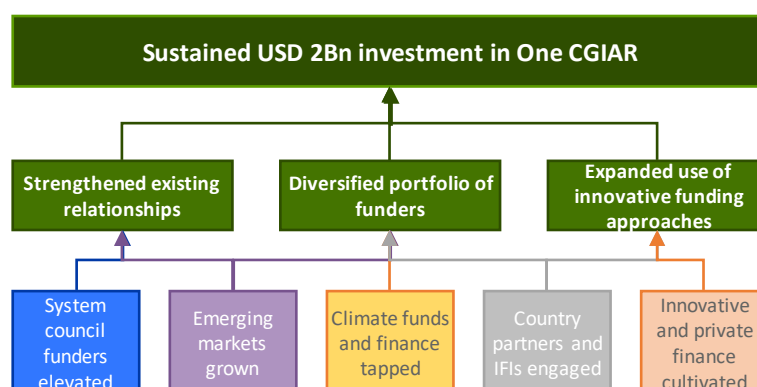 Sustained USD 2Bn investment in One CGIAR
Strengthened existing
relationships
Diversified portfolio of
funders
Expanded use of
innovative funding
approaches
System
council
funders
elevated
Emerging
markets
grown
Climate funds
and finance
tapped
Country
partners and
IFIs engaged
Innovative
and private
finance
cultivated